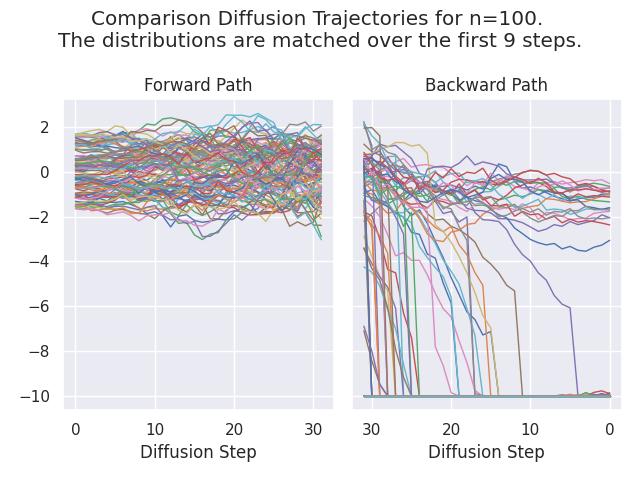 Comparison Diffusion Trajectories for n=100.
The distributions are matched over the first 9 steps.
Forward Path
Backward Path
2
0
−2
−4
−6
−8
−10
0
10
20
30
30
20
10
0
Diffusion Step
Diffusion Step